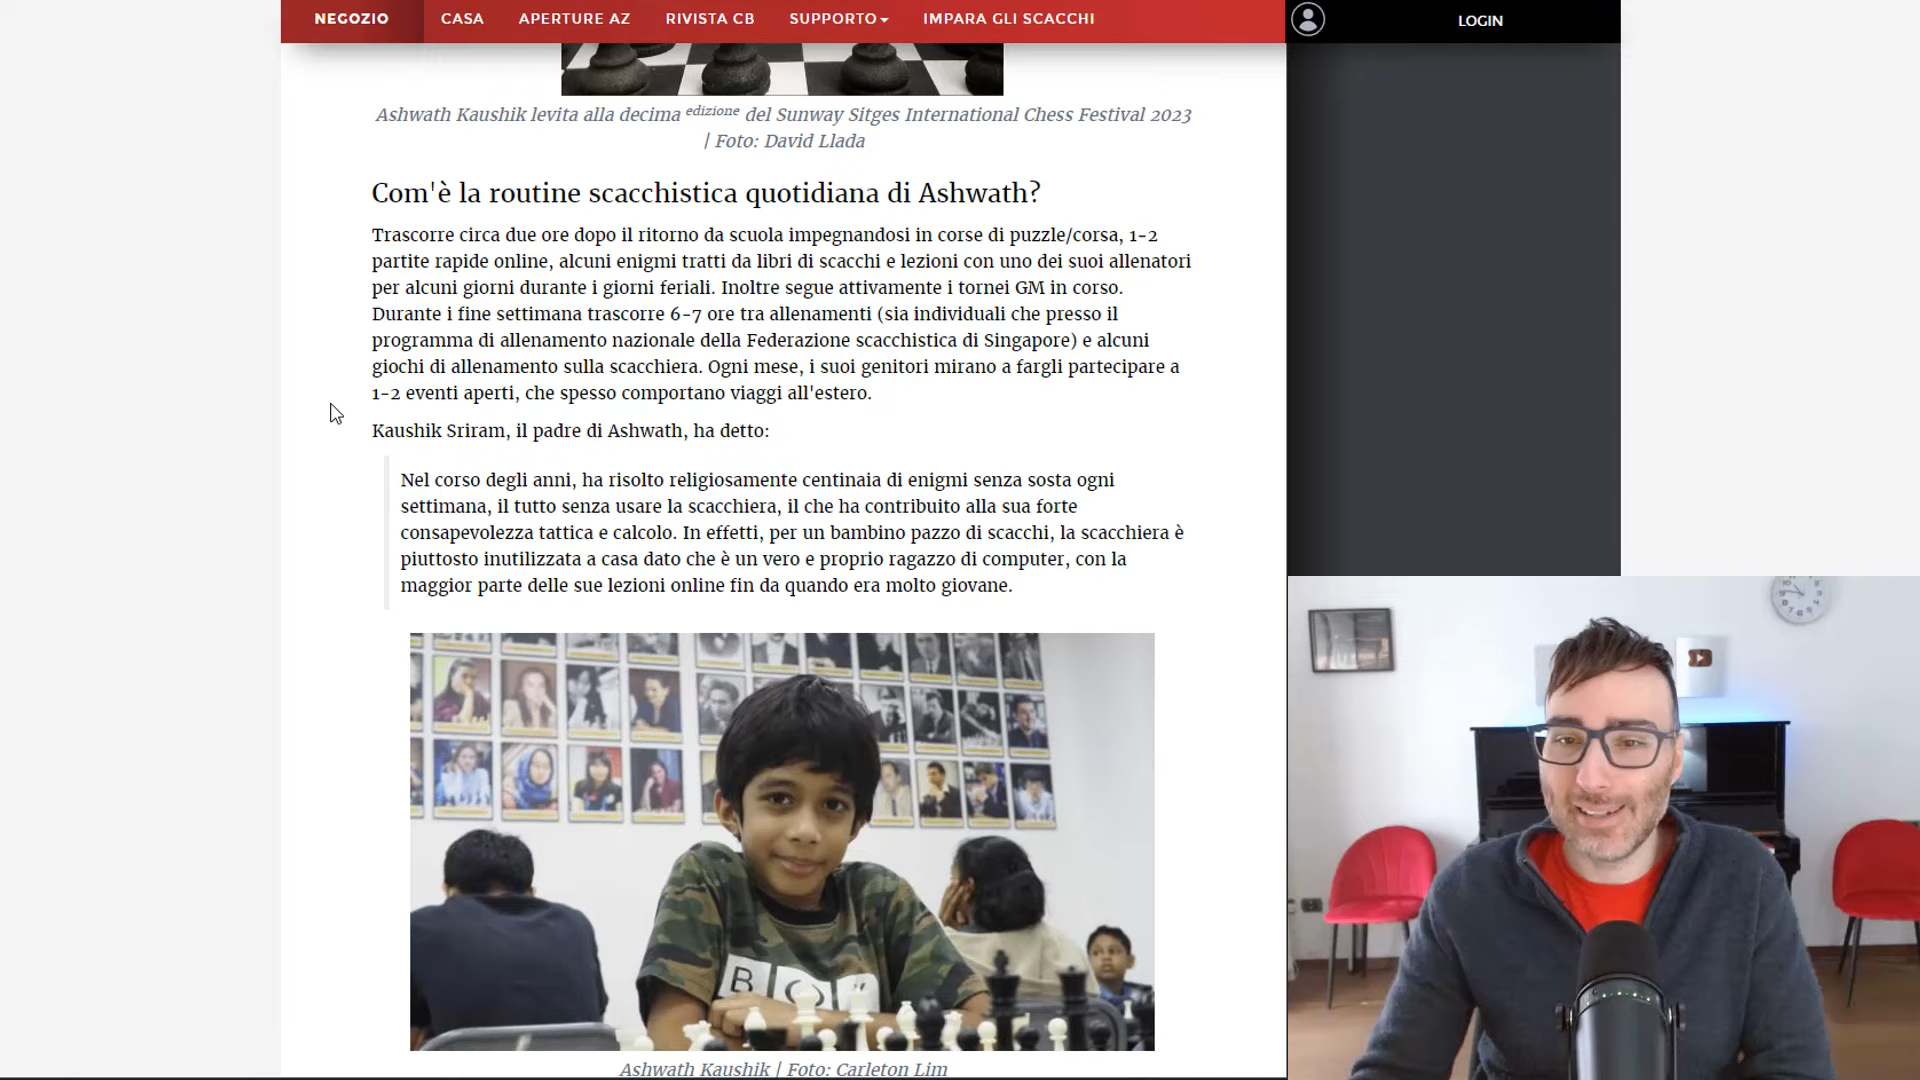 NEGOZIO CASA APERTURE AZ RIVISTA CB SUPPORTO IMPARA GLI SCACCHI LOGIN
Ashwath Kaushik levita alla decima edizione del Sunway Sitges International Chess Festival 2023
| Foto: David Llada
Com'è la routine scacchistica quotidiana di Ashwath?
Trascorre circa due ore dopo il ritorno da scuola impegnandosi in corse di puzzle/corsa, 1-2
partite rapide online, alcuni enigmi tratti da libri di scacchi e lezioni con uno dei suoi allenatori
per alcuni giorni durante i giorni feriali. Inoltre segue attivamente i tornei GM in corso.
Durante i fine settimana trascorre 6-7 ore tra allenamenti (sia individuali che presso il
programma di allenamento nazionale della Federazione scacchistica di Singapore) e alcuni
giochi di allenamento sulla scacchiera. Ogni mese, i suoi genitori mirano a fargli partecipare a
1-2 eventi aperti, che spesso comportano viaggi all'estero.
Kaushik Sriram, il padre di Ashwath, ha detto:
Nel corso degli anni, ha risolto religiosamente centinaia di enigmi senza sosta ogni
settimana, il tutto senza usare la scacchiera, il che ha contribuito alla sua forte
consapevolezza tattica e calcolo. In effetti, per un bambino pazzo di scacchi, la scacchiera è
piuttosto inutilizzata a casa dato che è un vero e proprio ragazzo di computer, con la
maggior parte delle sue lezioni online fin da quando era molto giovane.
Ashwath Kaushik | Foto: Carleton Lim